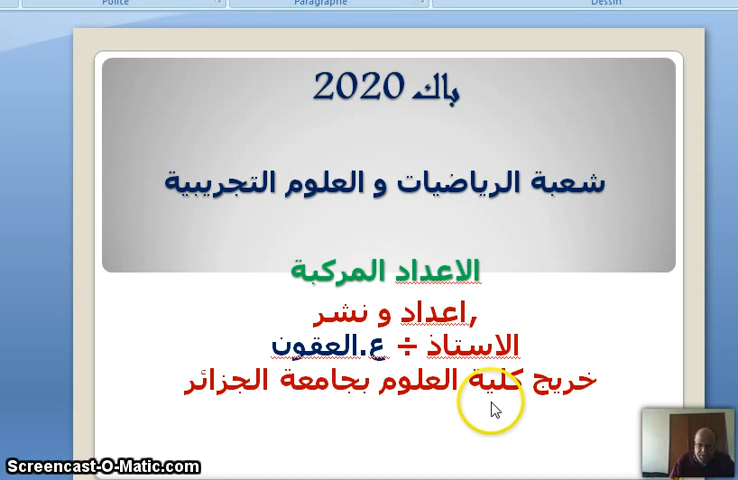 Police
Paragraphe
Dessin
باك 2020
شعبة الرياضيات و العلوم التجريبية
الاعداد المركبة
,اعداد و نشر
الاستاذ ÷ ع.العقون
خريج كلية العلوم بجامعة الجزائر
Screencast-O-Matic.com